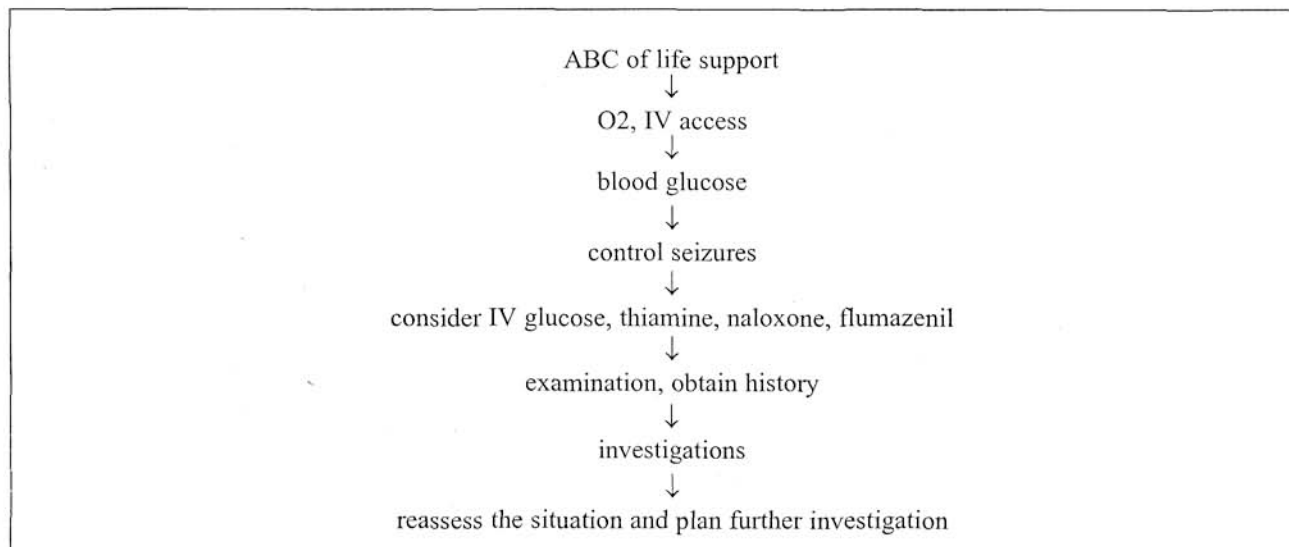 ABC of life support
↓
O2, IV access
↓
blood glucose
↓
control seizures
↓
consider IV glucose, thiamine, naloxone, flumazenil
↓
examination, obtain history
↓
investigations
↓
reassess the situation and plan further investigation